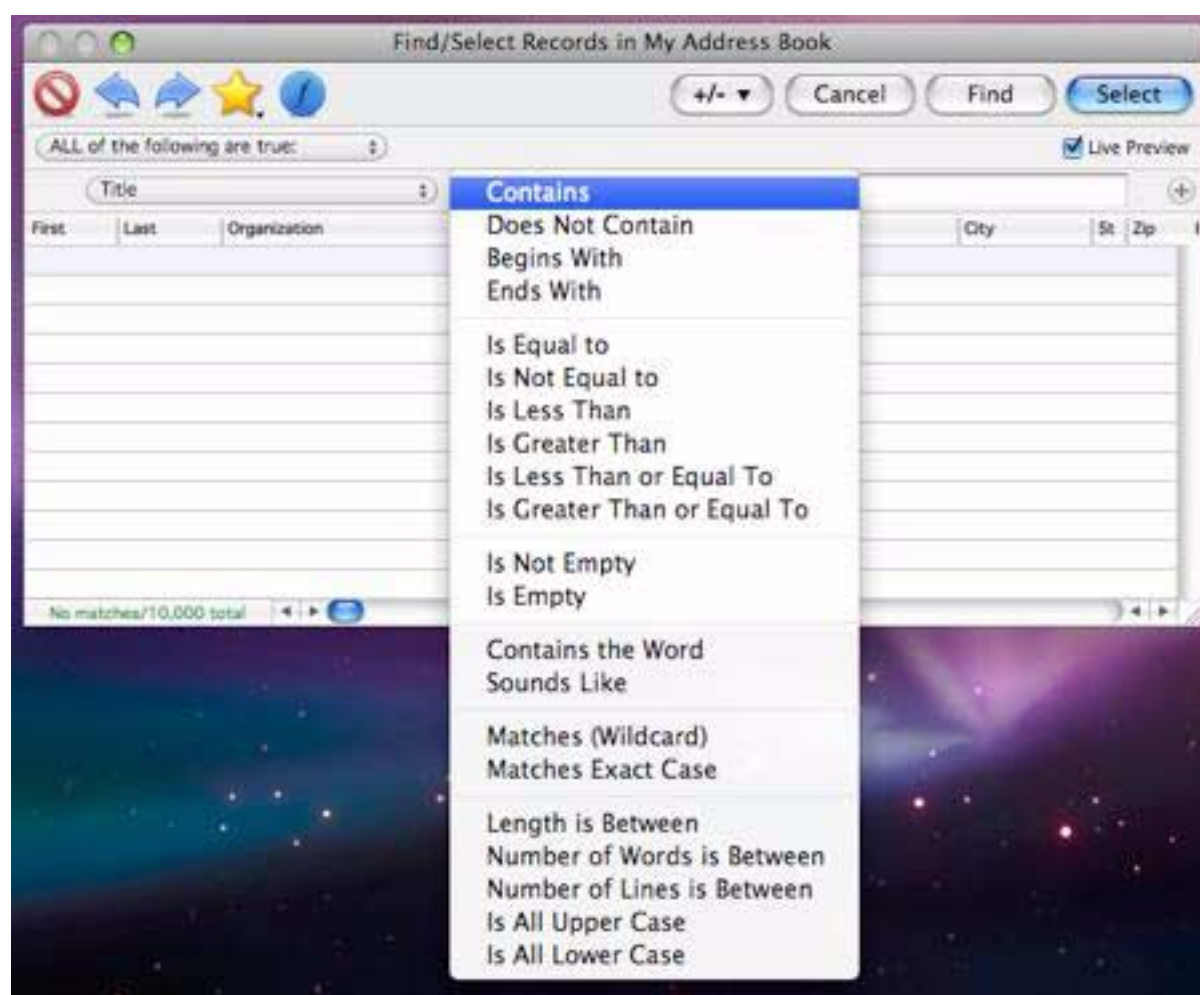 Find/Select Records in My Address Book
+/- ▼ Cancel Find Select
ALL of the following are true: Live Preview
Title
First Last Organization City St Zip
Contains
Does Not Contain
Begins With
Ends With
Is Equal to
Is Not Equal to
Is Less Than
Is Greater Than
Is Less Than or Equal To
Is Greater Than or Equal To
Is Not Empty
Is Empty
Contains the Word
Sounds Like
Matches (Wildcard)
Matches Exact Case
Length is Between
Number of Words is Between
Number of Lines is Between
Is All Upper Case
Is All Lower Case
No matches/10,000 total